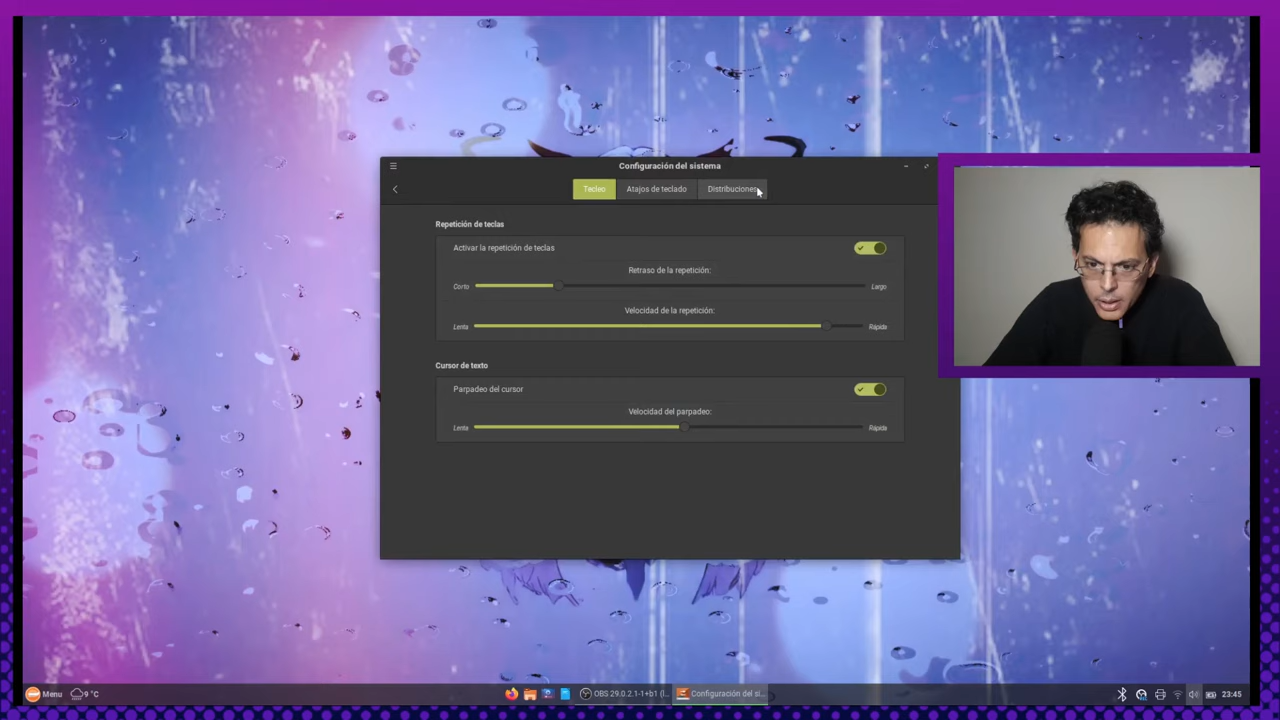 Configuración del sistema
Tecleo
Atajos de teclado
Distribuciones
Repetición de teclas
Activar la repetición de teclas
Retraso de la repetición:
Corto
Largo
Velocidad de la repetición:
Lenta
Rápida
Cursor de texto
Parpadeo del cursor
Velocidad del parpadeo:
Lenta
Rápida
Menu
9 °C
OBS 29.0.2.1-1+b1 (l...
Configuración del si...
23:45